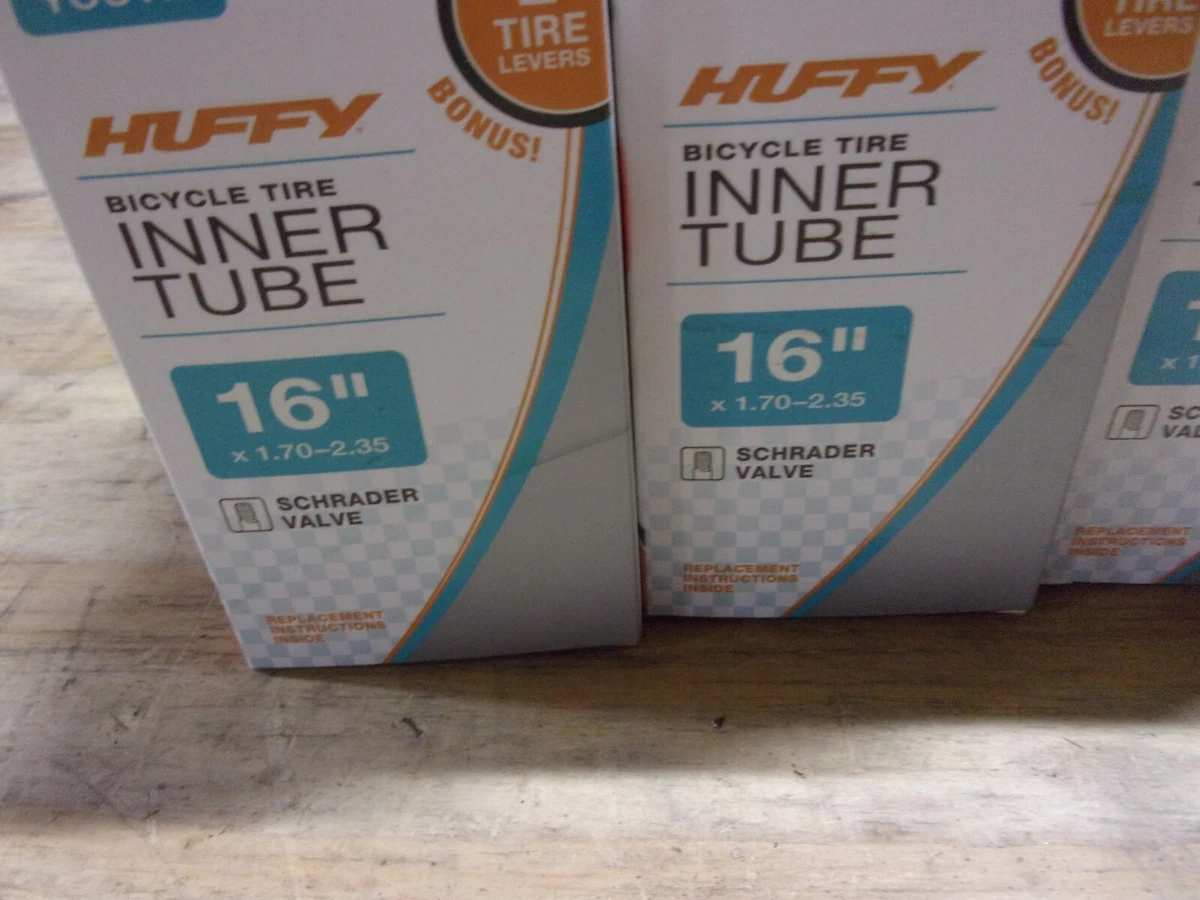 TIRE
LEVERS
BONUS!
HUFFY
BICYCLE TIRE
INNER
TUBE
16"
x 1.70–2.35
SCHRADER
VALVE
REPLACEMENT
INSTRUCTIONS
INSIDE
TIRE
LEVERS
BONUS!
HUFFY
BICYCLE TIRE
INNER
TUBE
16"
x 1.70–2.35
SCHRADER
VALVE
REPLACEMENT
INSTRUCTIONS
INSIDE
REPLACEMENT
INSTRUCTIONS
INSIDE